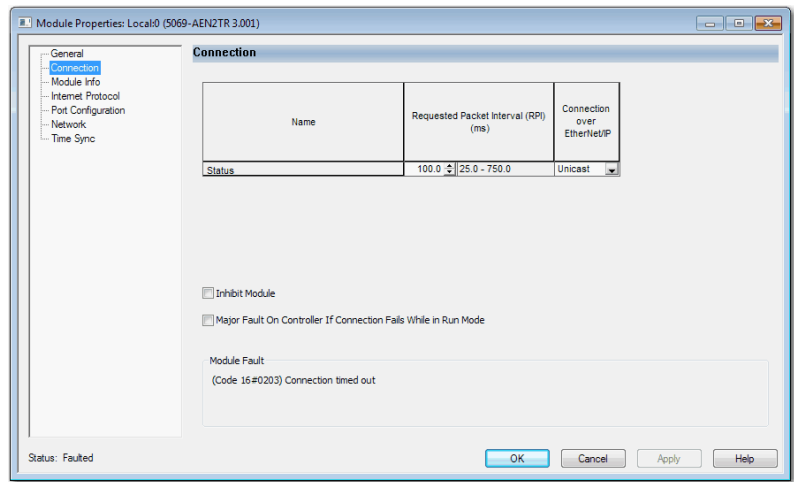 Module Properties: Local:0 (5069-AEN2TR 3.001)
General
Connection
Module Info
Internet Protocol
Port Configuration
Network
Time Sync
Connection
Name
Requested Packet Interval (RPI)
(ms)
Connection
over
EtherNet/IP
Status
100.0
25.0 - 750.0
Unicast
Inhibit Module
Major Fault On Controller If Connection Fails While in Run Mode
Module Fault
(Code 16#0203) Connection timed out
Status: Faulted
OK
Cancel
Apply
Help